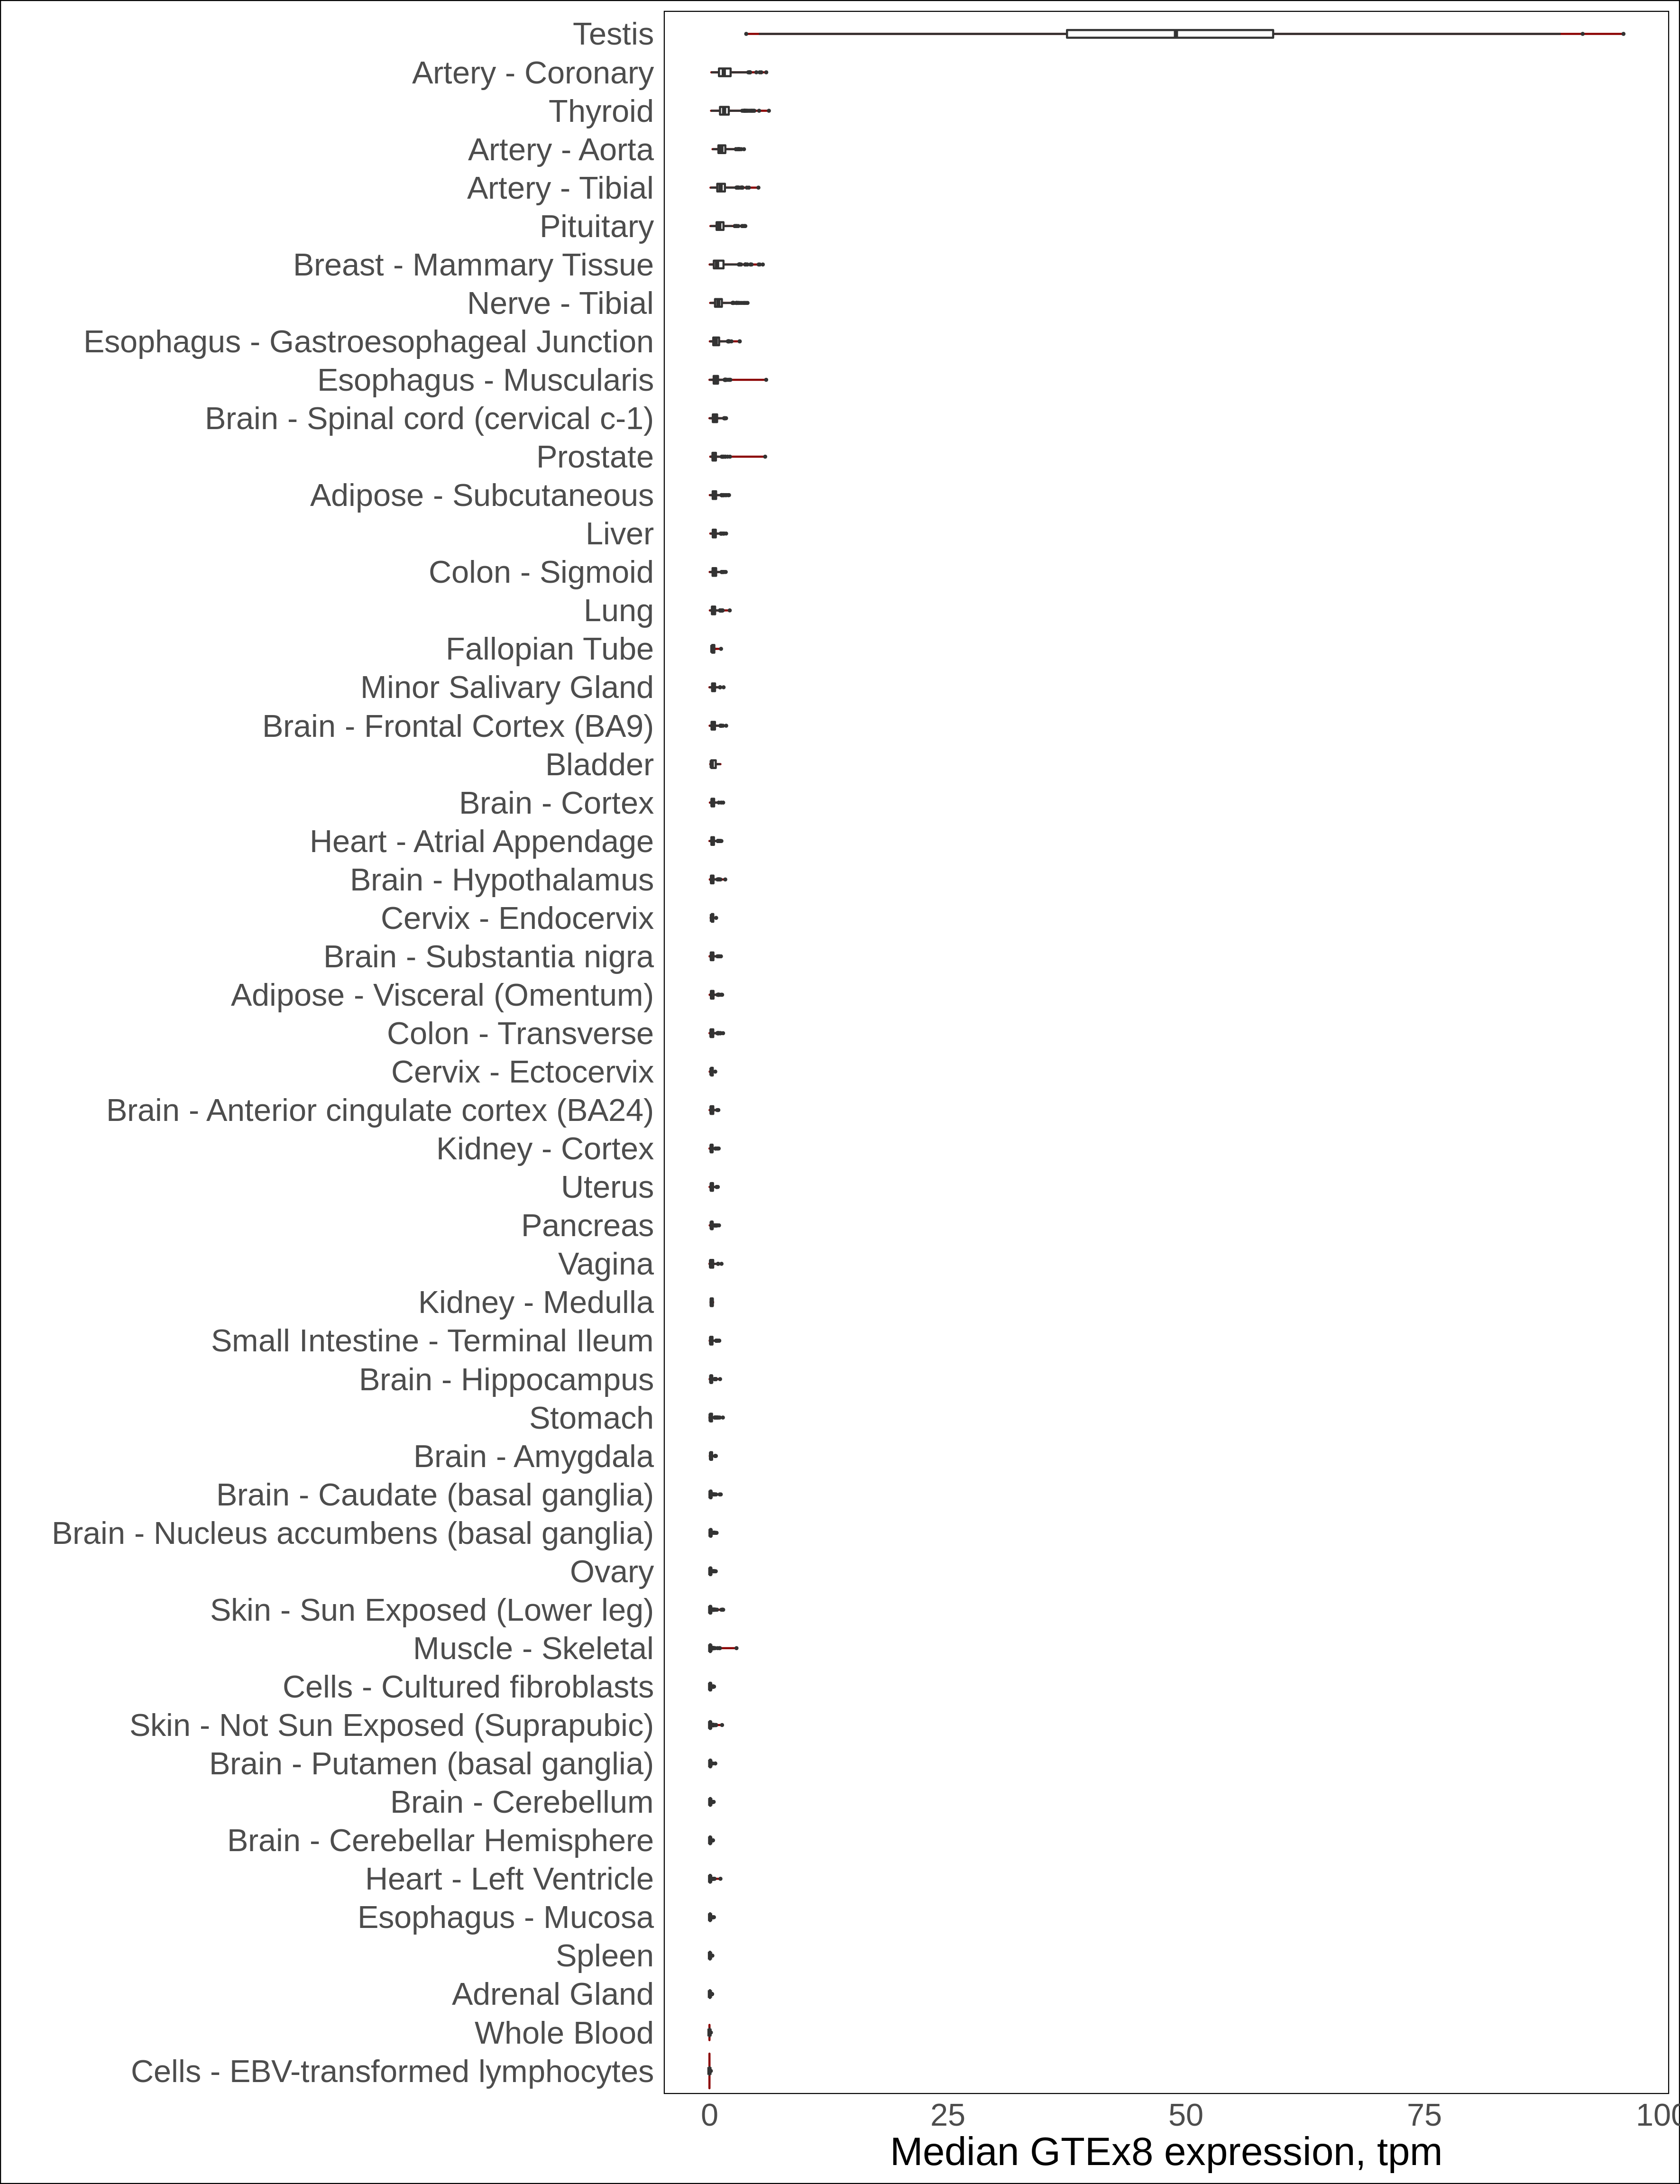 Testis
Artery - Coronary
Thyroid
Artery - Aorta
Artery - Tibial
Pituitary
Breast - Mammary Tissue
Nerve - Tibial
Esophagus - Gastroesophageal Junction
Esophagus - Muscularis
Brain - Spinal cord (cervical c-1)
Prostate
Adipose - Subcutaneous
Liver
Colon - Sigmoid
Lung
Fallopian Tube
Minor Salivary Gland
Brain - Frontal Cortex (BA9)
Bladder
Brain - Cortex
Heart - Atrial Appendage
Brain - Hypothalamus
Cervix - Endocervix
Brain - Substantia nigra
Adipose - Visceral (Omentum)
Colon - Transverse
Cervix - Ectocervix
Brain - Anterior cingulate cortex (BA24)
Kidney - Cortex
Uterus
Pancreas
Vagina
Kidney - Medulla
Small Intestine - Terminal Ileum
Brain - Hippocampus
Stomach
Brain - Amygdala
Brain - Caudate (basal ganglia)
Brain - Nucleus accumbens (basal ganglia)
Ovary
Skin - Sun Exposed (Lower leg)
Muscle - Skeletal
Cells - Cultured fibroblasts
Skin - Not Sun Exposed (Suprapubic)
Brain - Putamen (basal ganglia)
Brain - Cerebellum
Brain - Cerebellar Hemisphere
Heart - Left Ventricle
Esophagus - Mucosa
Spleen
Adrenal Gland
Whole Blood
Cells - EBV-transformed lymphocytes
0 25 50 75 100
Median GTEx8 expression, tpm